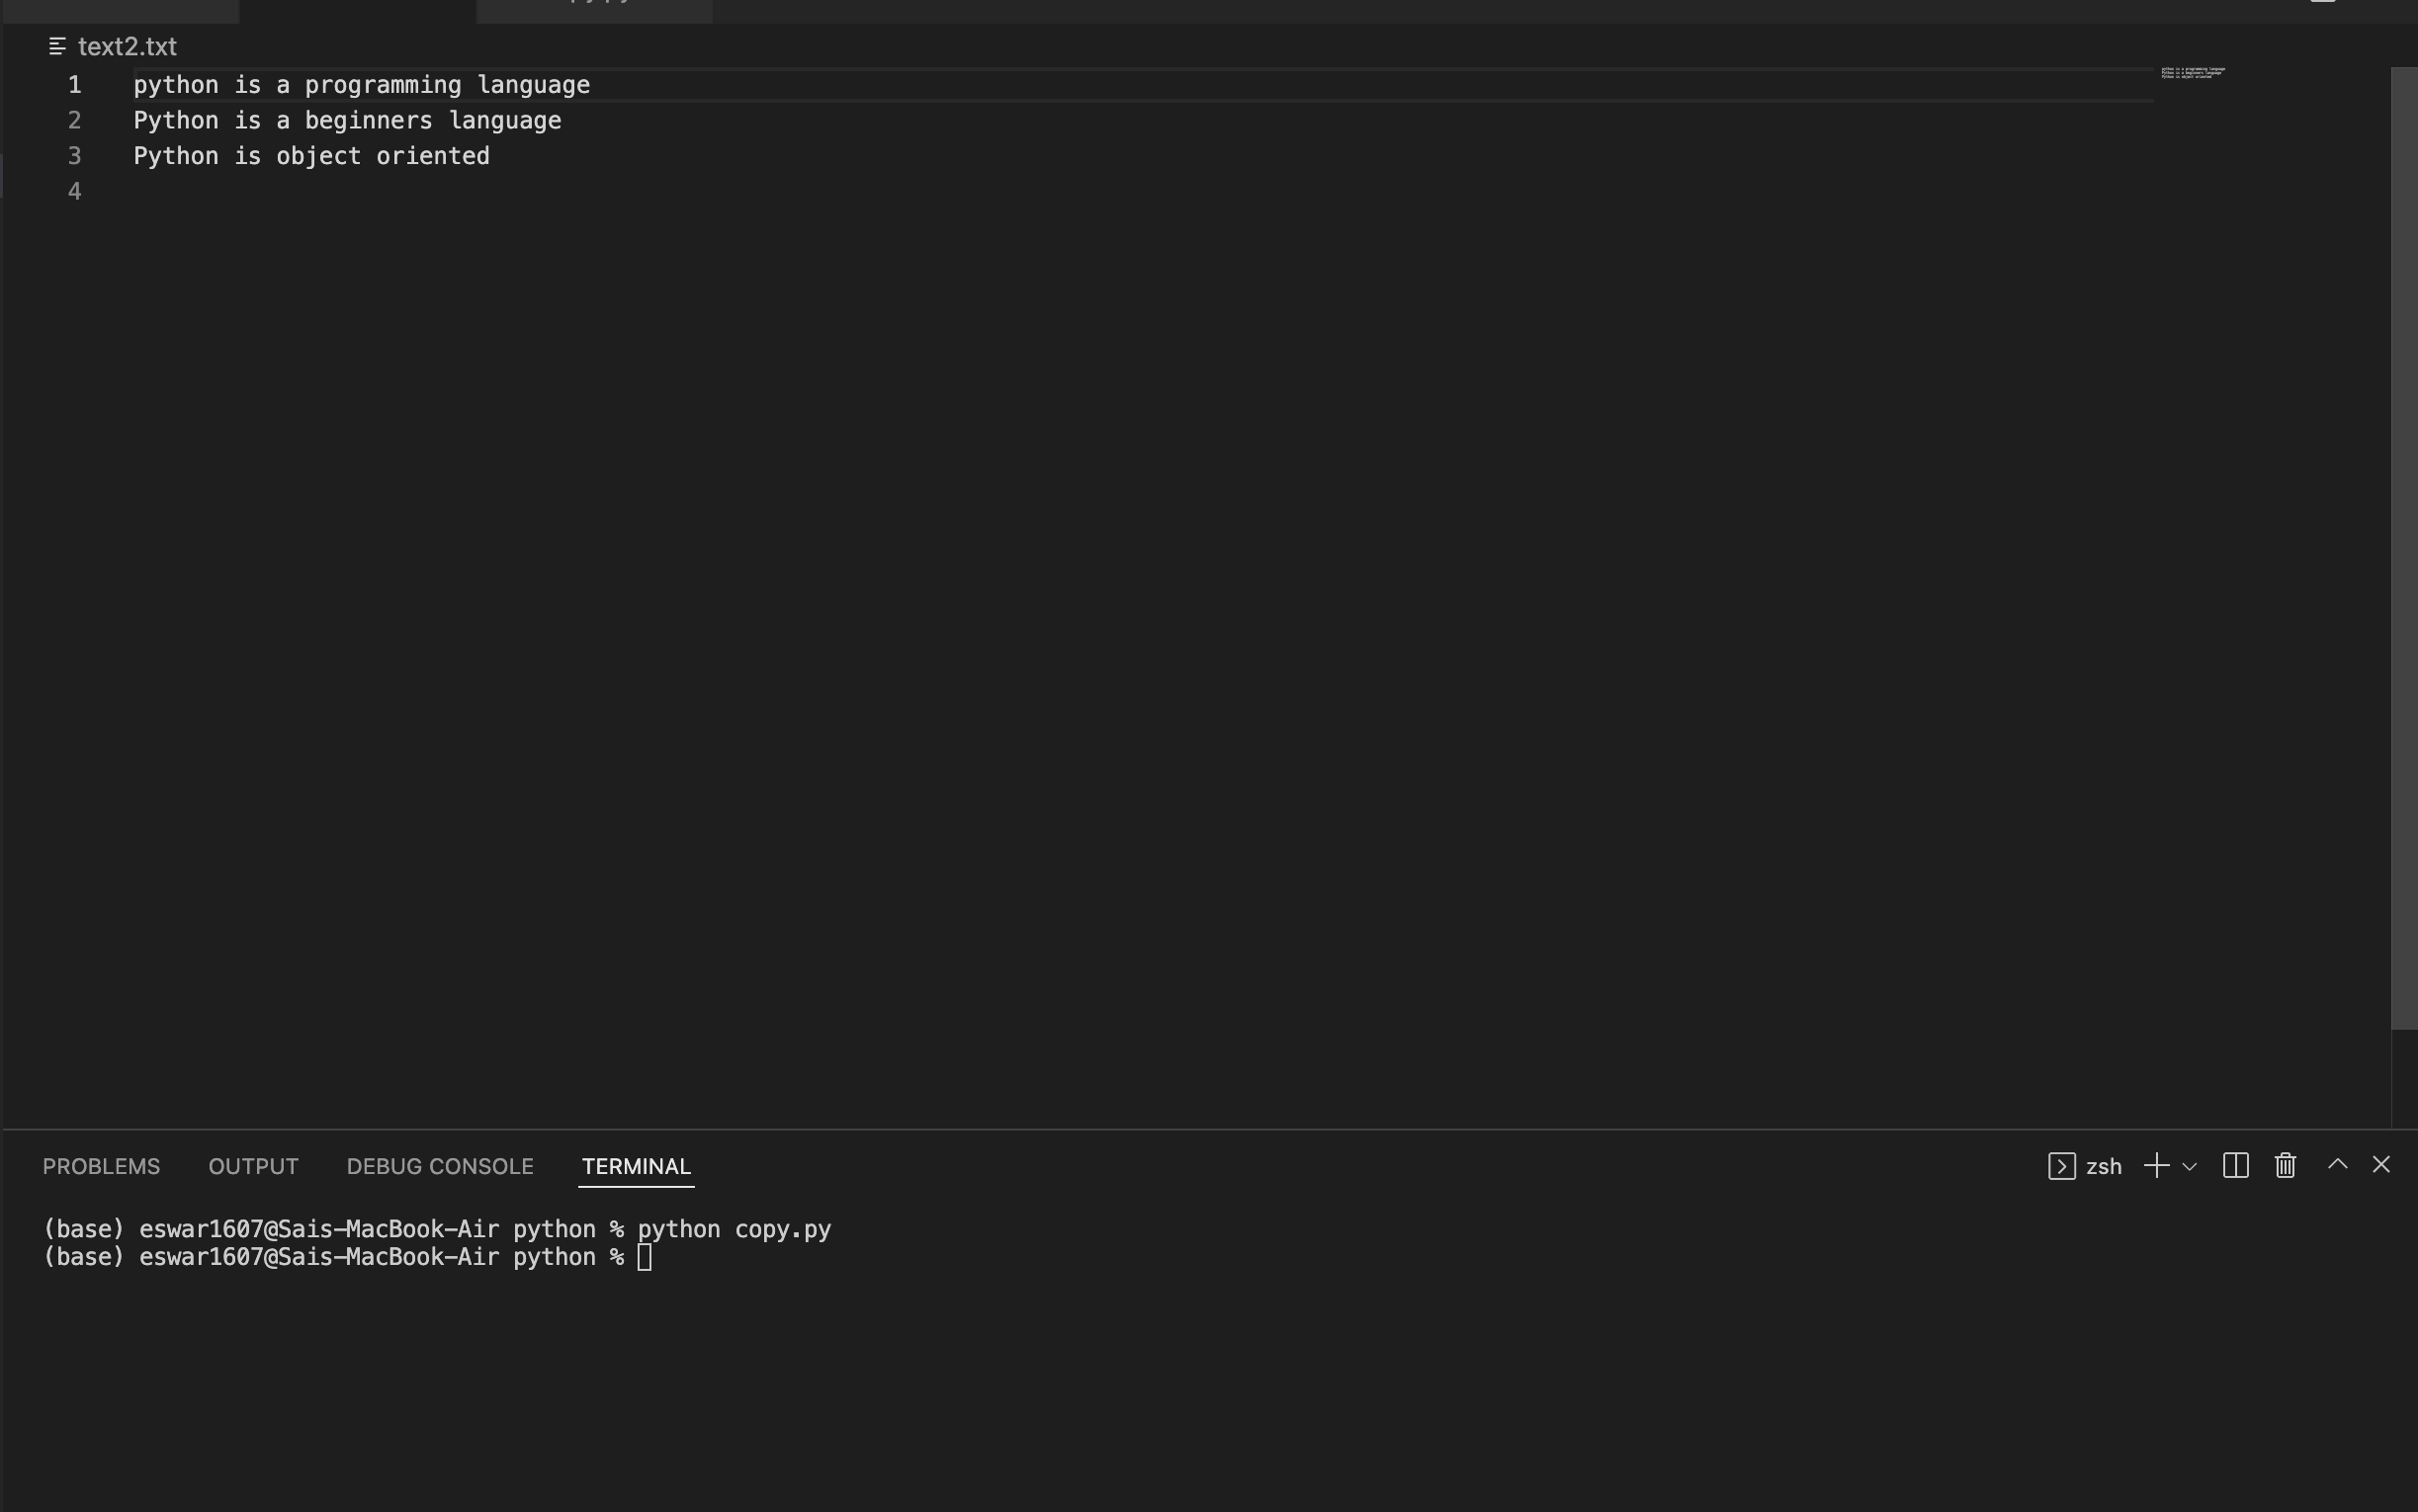 text2.txt
1 python is a programming language
2 Python is a beginners language
3 Python is object oriented
4
PROBLEMS OUTPUT DEBUG CONSOLE TERMINAL zsh
(base) eswar1607@Sais-MacBook-Air python % python copy.py
(base) eswar1607@Sais-MacBook-Air python %